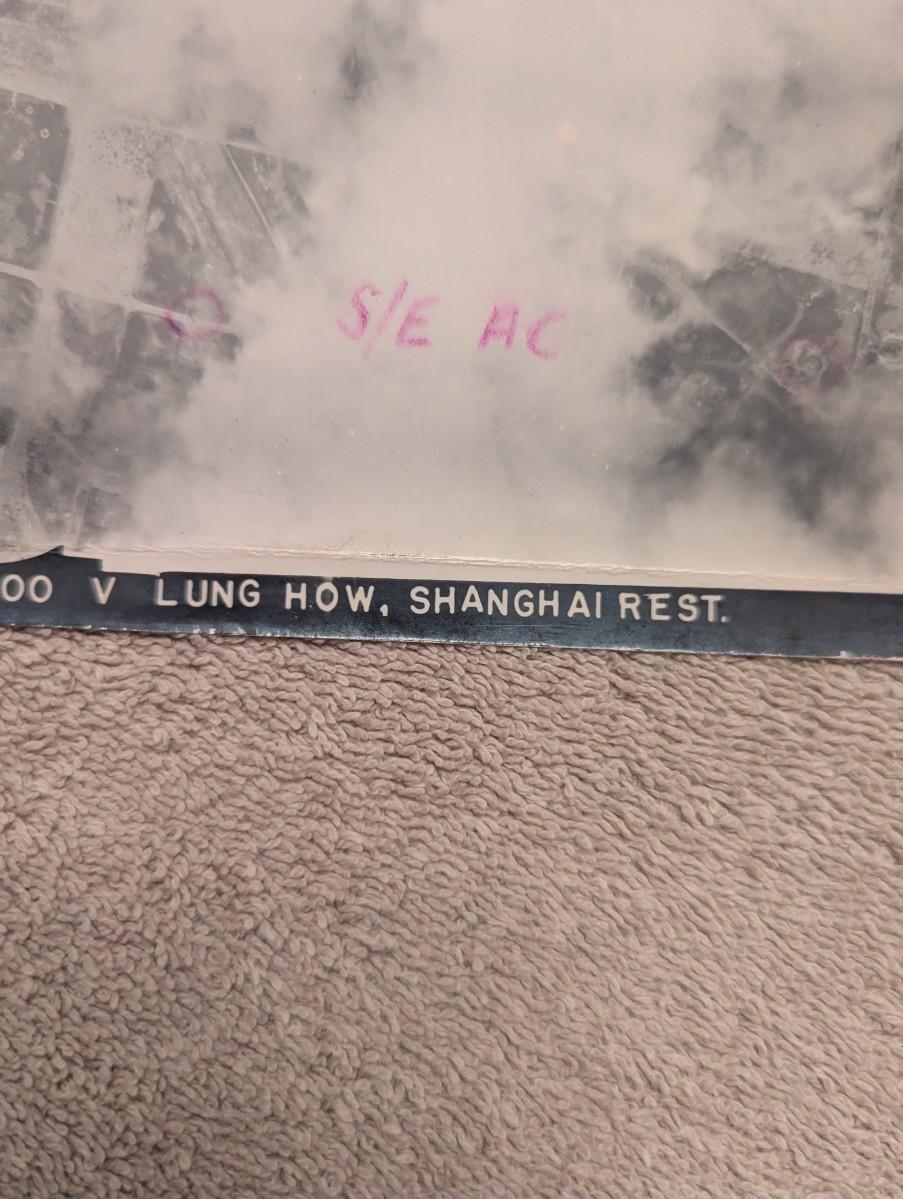 S/E AC
00 V LUNG HOW, SHANGHAI REST.